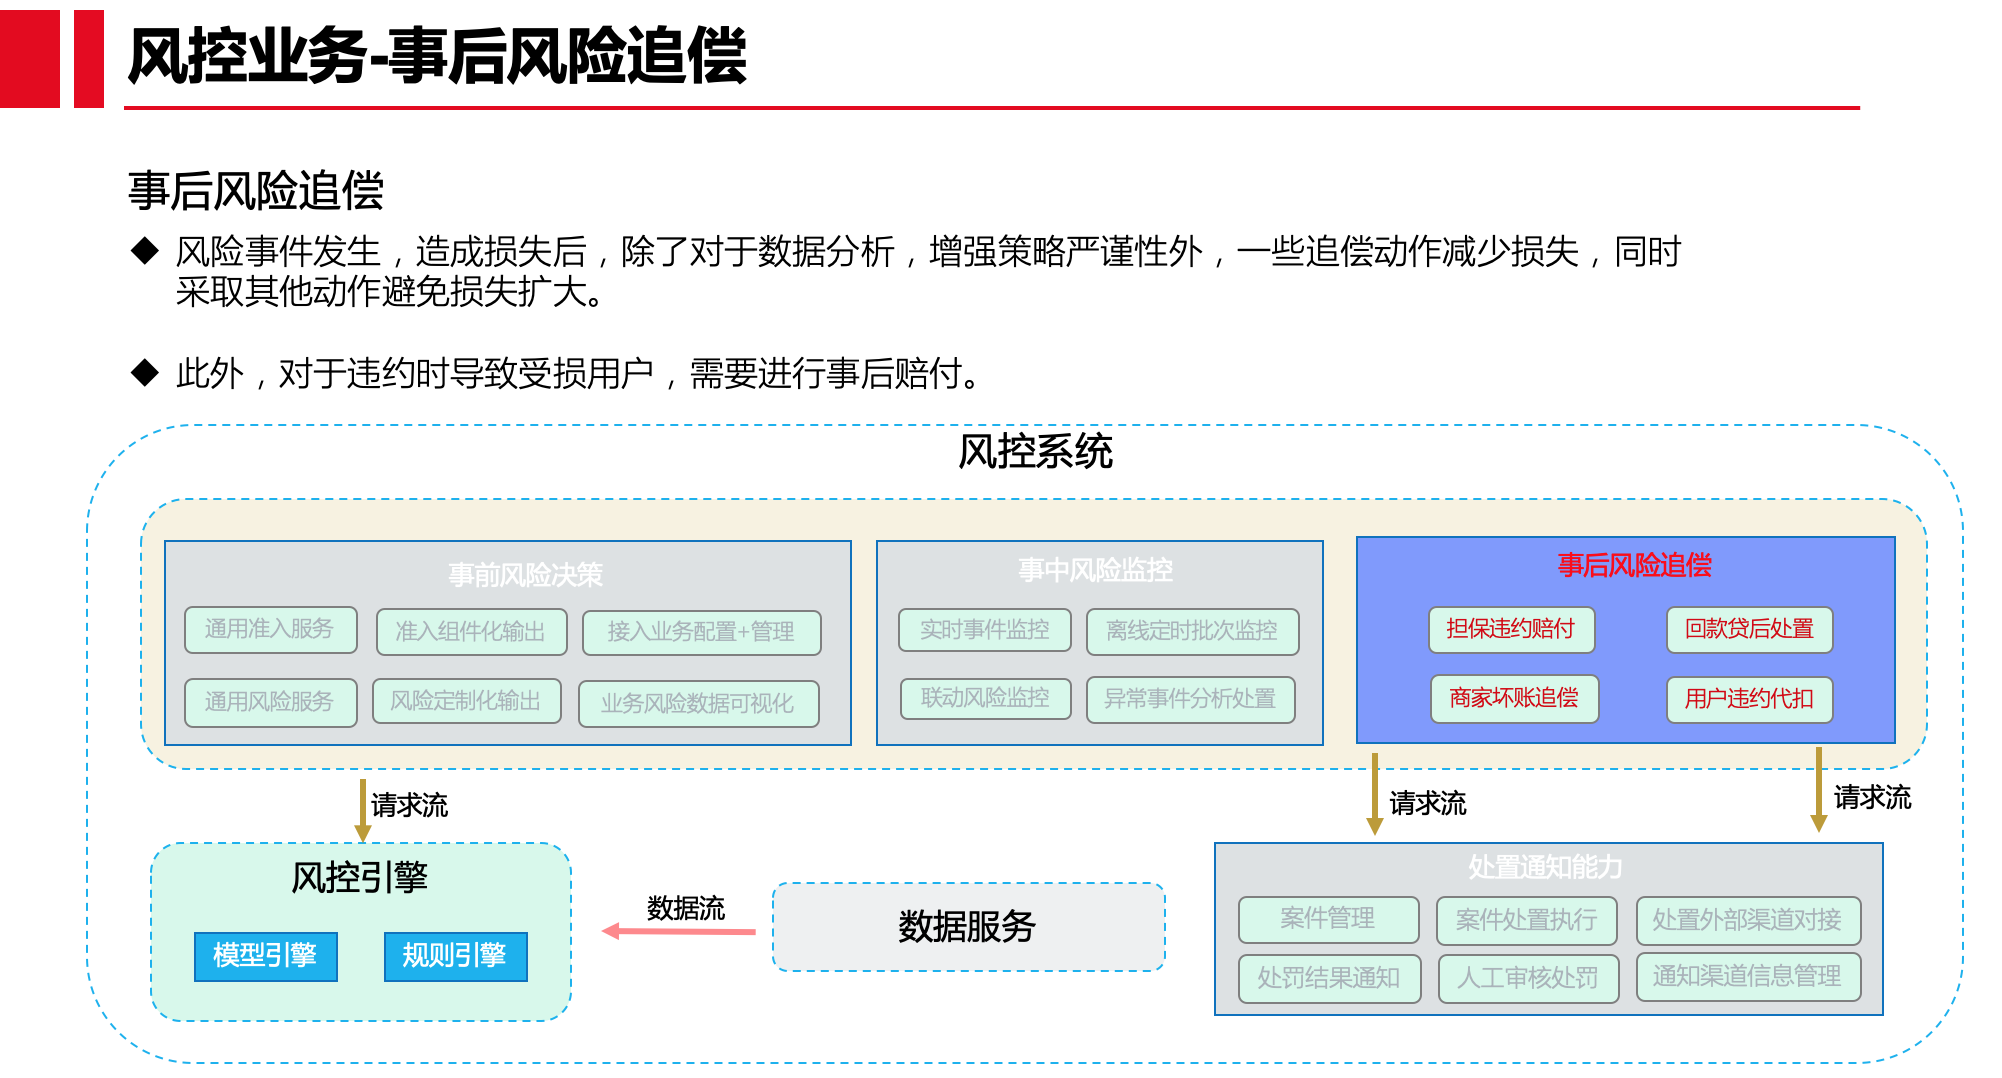 风控业务-事后风险追偿
事后风险追偿
◆ 风险事件发生，造成损失后，除了对于数据分析，增强策略严谨性外，一些追偿动作减少损失，同时
采取其他动作避免损失扩大。
◆ 此外，对于违约时导致受损用户，需要进行事后赔付。
风控系统
事前风险决策
通用准入服务
准入组件化输出
接入业务配置+管理
通用风险服务
风险定制化输出
业务风险数据可视化
事中风险监控
实时事件监控
离线定时批次监控
联动风险监控
异常事件分析处置
事后风险追偿
担保违约赔付
回款贷后处置
商家坏账追偿
用户违约代扣
请求流
请求流
请求流
风控引擎
模型引擎
规则引擎
数据流
数据服务
处置通知能力
案件管理
案件处置执行
处置外部渠道对接
处罚结果通知
人工审核处罚
通知渠道信息管理